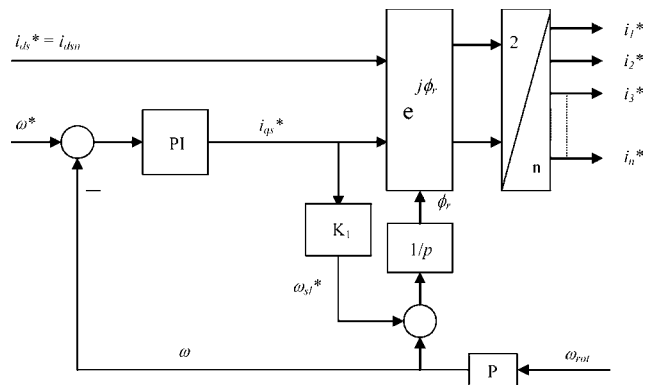 i_ds* = i_dsn
ω*
PI
i_qs*
e^jϕ_r
2
n
i_1*
i_2*
i_3*
i_n*
ϕ_r
K_1
1/p
ω_sl*
ω
P
ω_rot